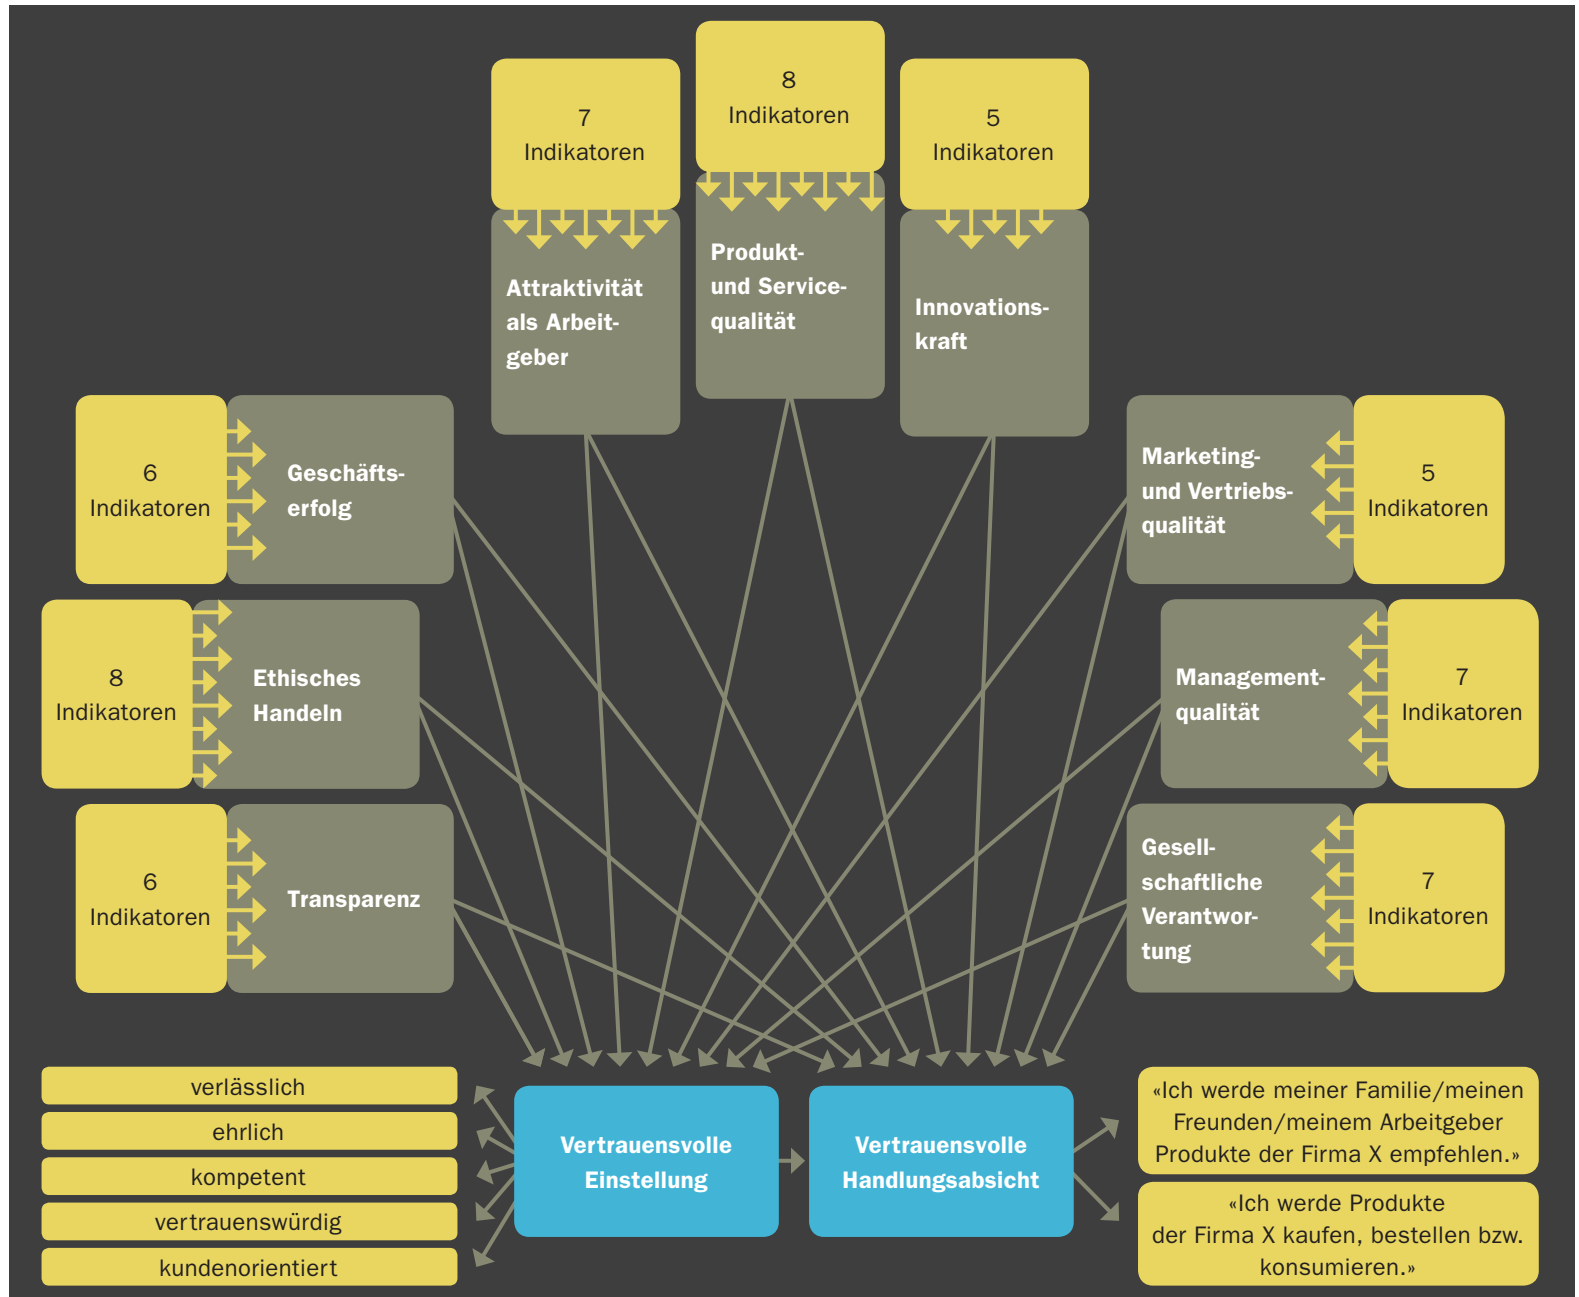 8
Indikatoren
7
Indikatoren
5
Indikatoren
Attraktivität
als Arbeit-
geber
Produkt-
und Service-
qualität
Innovations-
kraft
6
Indikatoren
Geschäfts-
erfolg
Marketing-
und Vertriebs-
qualität
5
Indikatoren
8
Indikatoren
Ethisches
Handeln
Management-
qualität
7
Indikatoren
6
Indikatoren
Transparenz
Gesell-
schaftliche
Verantwor-
tung
7
Indikatoren
verlässlich
ehrlich
kompetent
vertrauenswürdig
kundenorientiert
Vertrauensvolle
Einstellung
Vertrauensvolle
Handlungsabsicht
«Ich werde meiner Familie/meinen
Freunden/meinem Arbeitgeber
Produkte der Firma X empfehlen.»
«Ich werde Produkte
der Firma X kaufen, bestellen bzw.
konsumieren.»